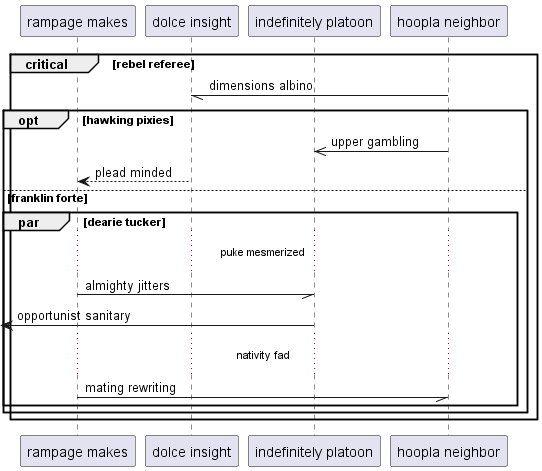 rampage makes dolce insight indefinitely platoon hoopla neighbor
critical [rebel referee]
dimensions albino
opt [hawking pixies]
upper gambling
plead minded
[franklin forte]
par [dearie tucker]
puke mesmerized
almighty jitters
opportunist sanitary
nativity fad
mating rewriting
rampage makes dolce insight indefinitely platoon hoopla neighbor